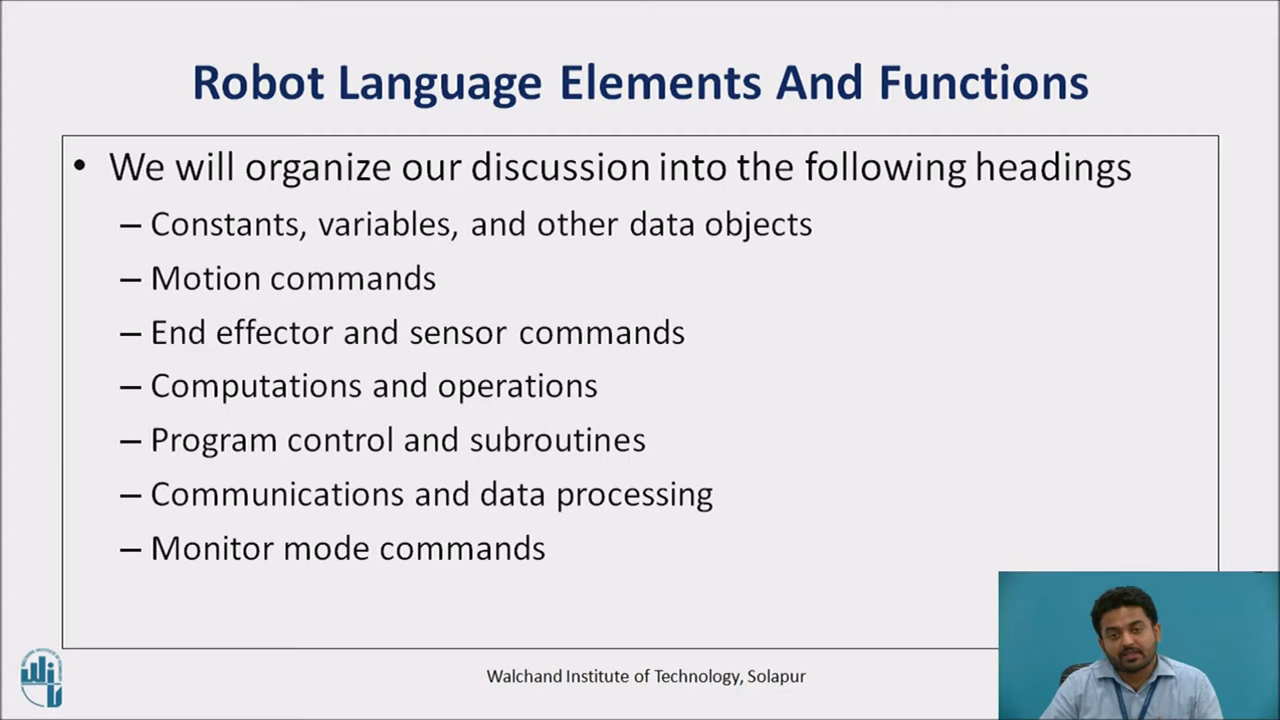 Robot Language Elements And Functions
• We will organize our discussion into the following headings
– Constants, variables, and other data objects
– Motion commands
– End effector and sensor commands
– Computations and operations
– Program control and subroutines
– Communications and data processing
– Monitor mode commands
Walchand Institute of Technology, Solapur